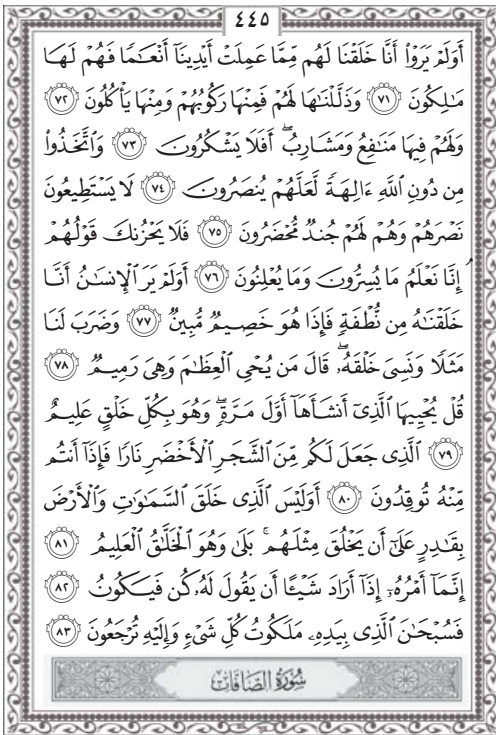 ٤٤٥
أَوَلَمْ يَرَوْا۟ أَنَّا خَلَقْنَا لَهُم مِّمَّا عَمِلَتْ أَيْدِينَآ أَنْعَـٰمًا فَهُمْ لَهَا
مَـٰلِكُونَ ٧١ وَذَلَّلْنَـٰهَا لَهُمْ فَمِنْهَا رَكُوبُهُمْ وَمِنْهَا يَأْكُلُونَ ٧٢
وَلَهُمْ فِيهَا مَنَـٰفِعُ وَمَشَارِبُ ۖ أَفَلَا يَشْكُرُونَ ٧٣ وَٱتَّخَذُوا۟
مِن دُونِ ٱللَّهِ ءَالِهَةً لَّعَلَّهُمْ يُنصَرُونَ ٧٤ لَا يَسْتَطِيعُونَ
نَصْرَهُمْ وَهُمْ لَهُمْ جُندٌ مُّحْضَرُونَ ٧٥ فَلَا يَحْزُنكَ قَوْلُهُمْ ۘ
إِنَّا نَعْلَمُ مَا يُسِرُّونَ وَمَا يُعْلِنُونَ ٧٦ أَوَلَمْ يَرَ ٱلْإِنسَـٰنُ أَنَّا
خَلَقْنَـٰهُ مِن نُّطْفَةٍ فَإِذَا هُوَ خَصِيمٌ مُّبِينٌ ٧٧ وَضَرَبَ لَنَا
مَثَلًا وَنَسِىَ خَلْقَهُۥ ۖ قَالَ مَن يُحْىِ ٱلْعِظَـٰمَ وَهِىَ رَمِيمٌ ٧٨
قُلْ يُحْيِيهَا ٱلَّذِىٓ أَنشَأَهَآ أَوَّلَ مَرَّةٍ ۖ وَهُوَ بِكُلِّ خَلْقٍ عَلِيمٌ
٧٩ ٱلَّذِى جَعَلَ لَكُم مِّنَ ٱلشَّجَرِ ٱلْأَخْضَرِ نَارًا فَإِذَآ أَنتُم
مِّنْهُ تُوقِدُونَ ٨٠ أَوَلَيْسَ ٱلَّذِى خَلَقَ ٱلسَّمَـٰوَٰتِ وَٱلْأَرْضَ
بِقَـٰدِرٍ عَلَىٰٓ أَن يَخْلُقَ مِثْلَهُم ۚ بَلَىٰ وَهُوَ ٱلْخَلَّـٰقُ ٱلْعَلِيمُ ٨١
إِنَّمَآ أَمْرُهُۥٓ إِذَآ أَرَادَ شَيْـًٔا أَن يَقُولَ لَهُۥ كُن فَيَكُونُ ٨٢
فَسُبْحَـٰنَ ٱلَّذِى بِيَدِهِۦ مَلَكُوتُ كُلِّ شَىْءٍ وَإِلَيْهِ تُرْجَعُونَ ٨٣
سُورَةُ الصَّافَّاتِ